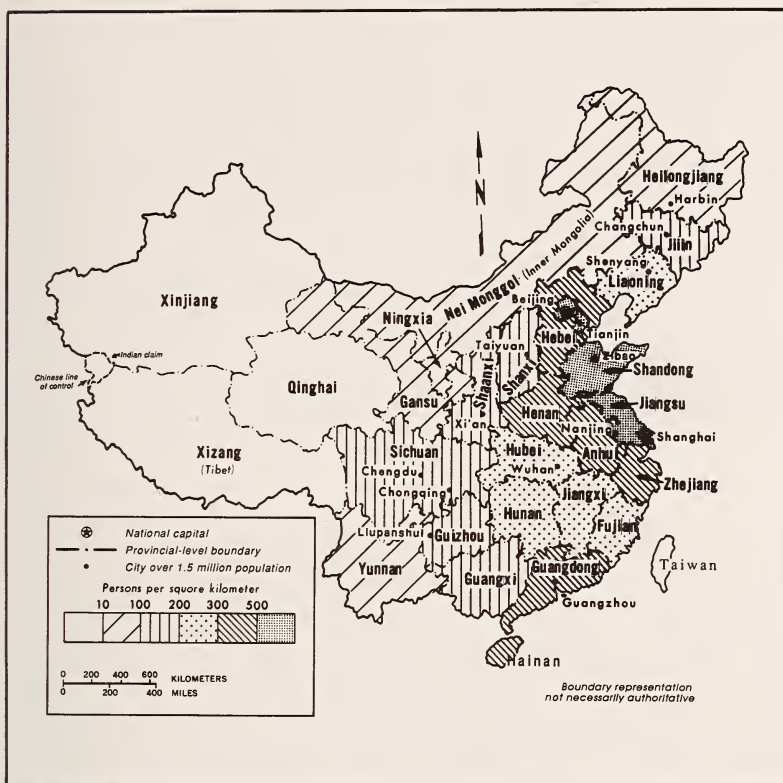 Heilongjiang
Harbin
Changchun
Jilin
Shenyang
Liaoning
N
Nei Monggol (Inner Mongolia)
Beijing
Xinjiang
Ningxia
Tianjin
Hebei
Taiyuan
Zibso
Indian claim
Shandong
Shaanxi
Shanxi
Chinese line
of control
Qinghai
Gansu
Jiangsu
Henan
Xi'an
Nanjing
Shanghai
Xizang
(Tibet)
Sichuan
Hubei
Anhui
Chengdu
Wuhan
Zhejiang
Chongqing
Jiangxi
Hunan
Fujian
Liupanshui
Guizhou
Taiwan
Yunnan
Guangxi
Guangdong
Guangzhou
Hainan
National capital
Provincial-level boundary
City over 1.5 million population
Persons per squore kilometer
10 100 200 300 500
0 200 400 600 KILOMETERS
0 200 400 MILES
Boundary representation
not necessarily authoritative